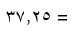 ٣٧,٢٥ =